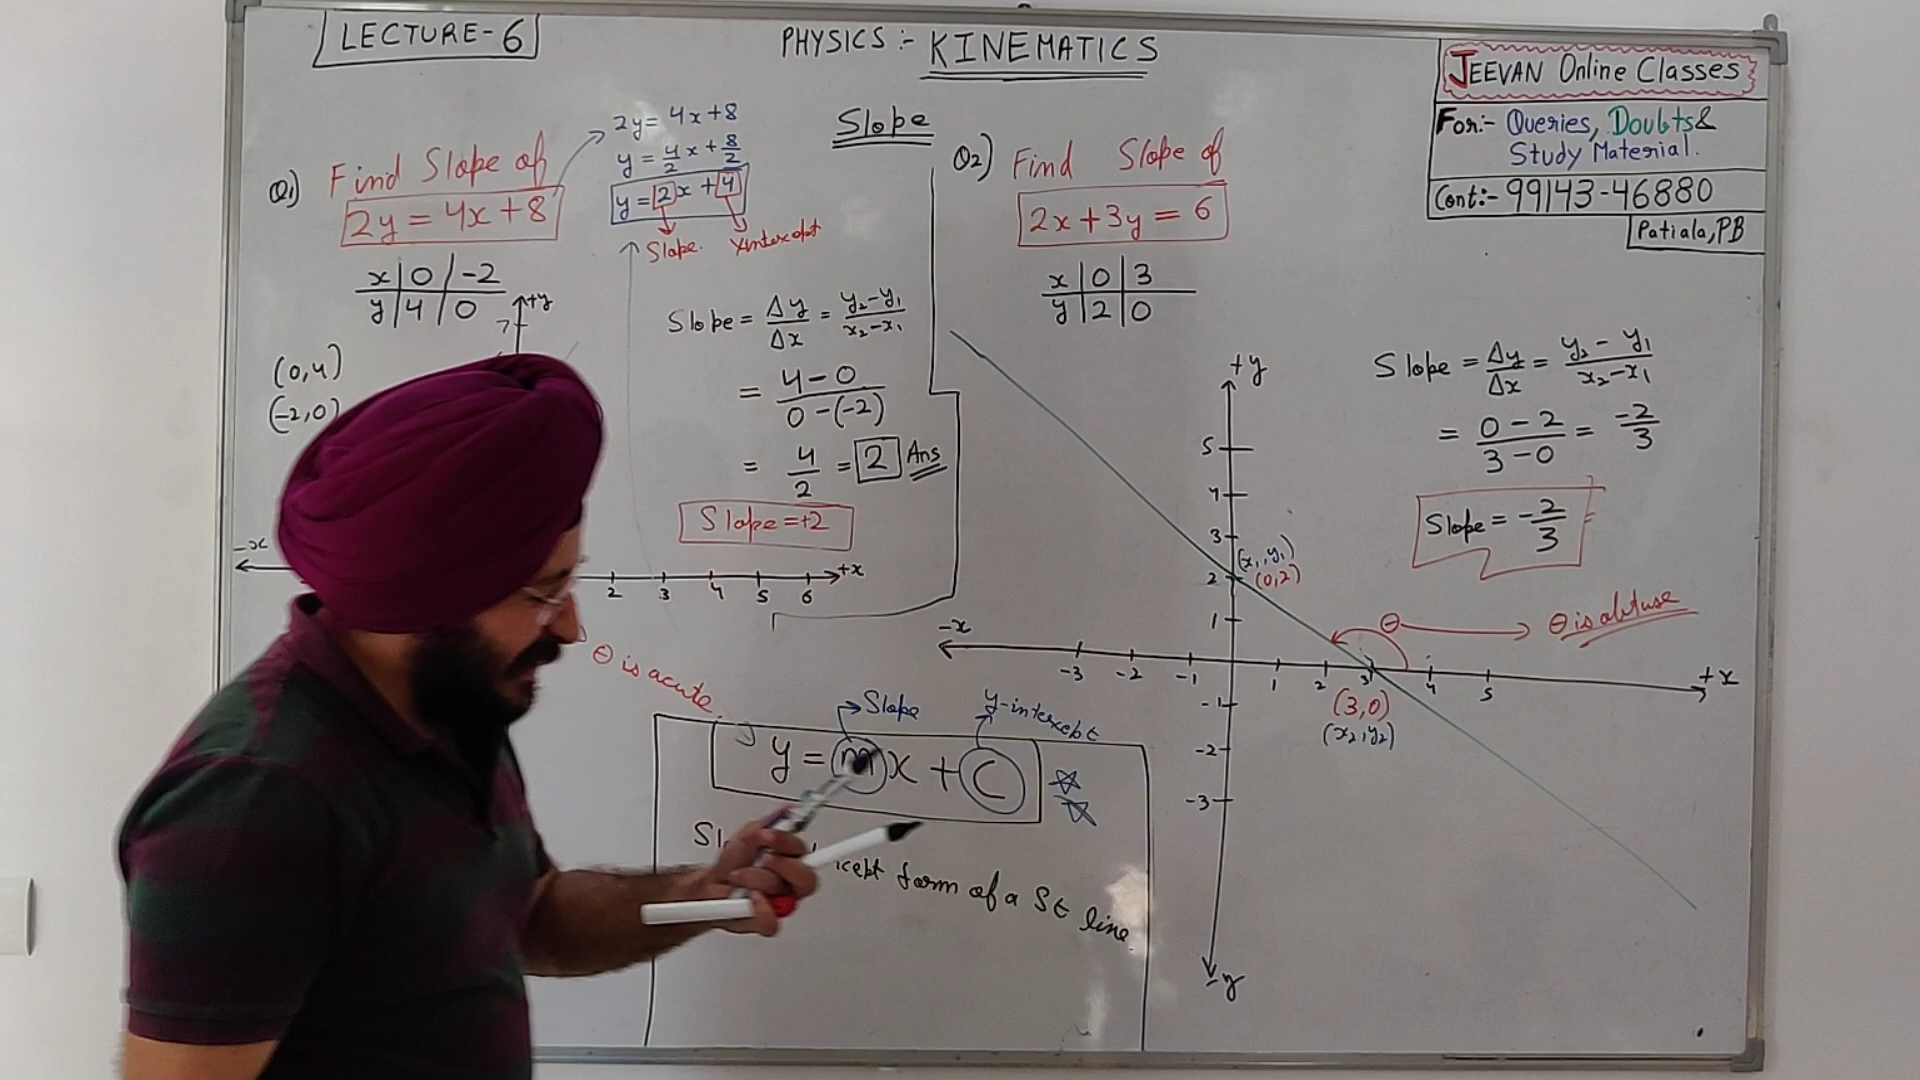 LECTURE-6
PHYSICS:- KINEMATICS
JEEVAN Online Classes
For:- Queries, Doubts &
Study Material.
Cont:- 99143-46880
Patiala, PB
Slope
Q1) Find Slope of
2y = 4x+8
2y = 4x+8
y = 4/2 x + 8/2
y = 2x + 4
Slope. Y-intercept
x | 0 | -2
y | 4 | 0
(0,4)
(-2,0)
+y
7
Slope = Δy/Δx = y₂-y₁/x₂-x₁
= 4-0/0-(-2)
= 4/2 = 2 Ans
Slope = +2
-x
2 3 4 5 6 +x
θ is acute
Slope
y-intercept
y = mx + c
form of a St line.
Q2) Find Slope of
2x+3y = 6
x | 0 | 3
y | 2 | 0
Slope = Δy/Δx = y₂-y₁/x₂-x₁
= 0-2/3-0 = -2/3
Slope = -2/3
+y
5
4
3
2
1
(x₁,y₁)
(0,2)
θ
θ is obtuse
-x
-3 -2 -1 1 2 3 4 5 +x
(3,0)
(x₂,y₂)
-1
-2
-3
-y